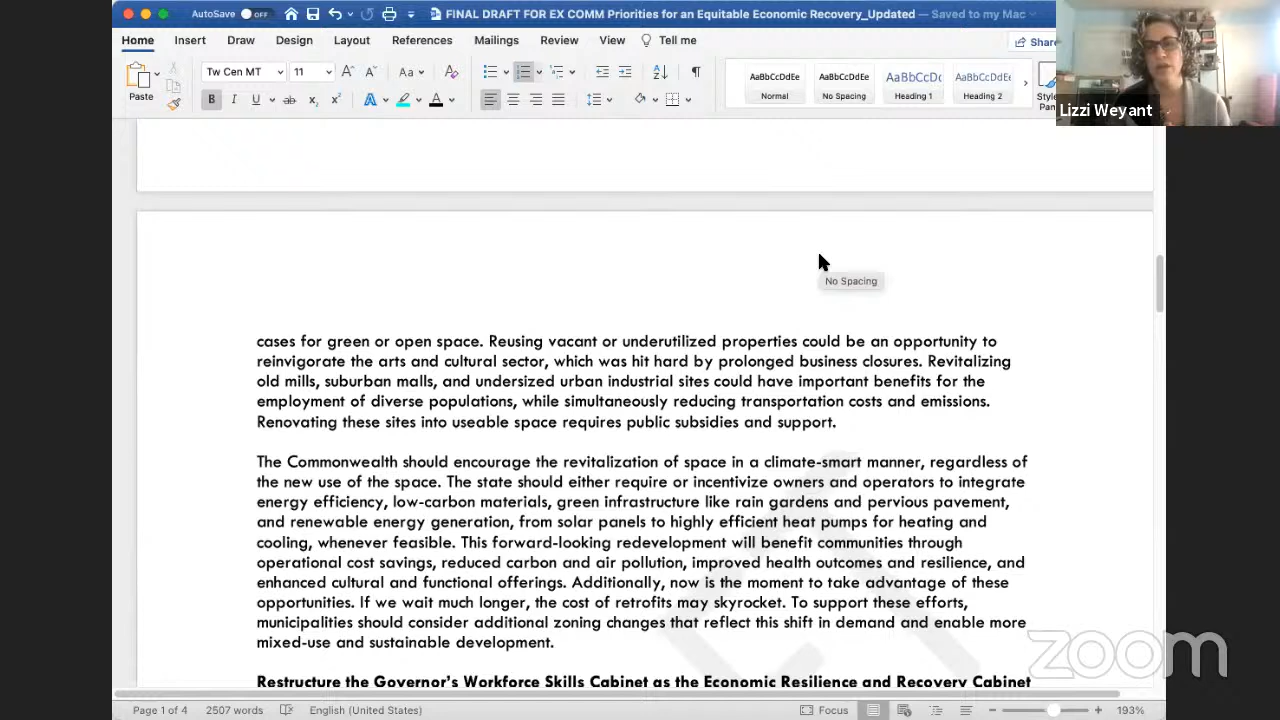 AutoSave OFF
FINAL DRAFT FOR EX COMM Priorities for an Equitable Economic Recovery_Updated — Saved to my Mac
Home Insert Draw Design Layout References Mailings Review View Tell me Share
Paste
Tw Cen MT 11
AaBbCcDdEe AaBbCcDdEe AaBbCcDc AaBbCcDdEe
Normal No Spacing Heading 1 Heading 2
Lizzi Weyant
No Spacing
cases for green or open space. Reusing vacant or underutilized properties could be an opportunity to
reinvigorate the arts and cultural sector, which was hit hard by prolonged business closures. Revitalizing
old mills, suburban malls, and undersized urban industrial sites could have important benefits for the
employment of diverse populations, while simultaneously reducing transportation costs and emissions.
Renovating these sites into useable space requires public subsidies and support.
The Commonwealth should encourage the revitalization of space in a climate-smart manner, regardless of
the new use of the space. The state should either require or incentivize owners and operators to integrate
energy efficiency, low-carbon materials, green infrastructure like rain gardens and pervious pavement,
and renewable energy generation, from solar panels to highly efficient heat pumps for heating and
cooling, whenever feasible. This forward-looking redevelopment will benefit communities through
operational cost savings, reduced carbon and air pollution, improved health outcomes and resilience, and
enhanced cultural and functional offerings. Additionally, now is the moment to take advantage of these
opportunities. If we wait much longer, the cost of retrofits may skyrocket. To support these efforts,
municipalities should consider additional zoning changes that reflect this shift in demand and enable more
mixed-use and sustainable development.
Restructure the Governor's Workforce Skills Cabinet as the Economic Resilience and Recovery Cabinet
zoom
Page 1 of 4 2507 words English (United States) Focus 193%